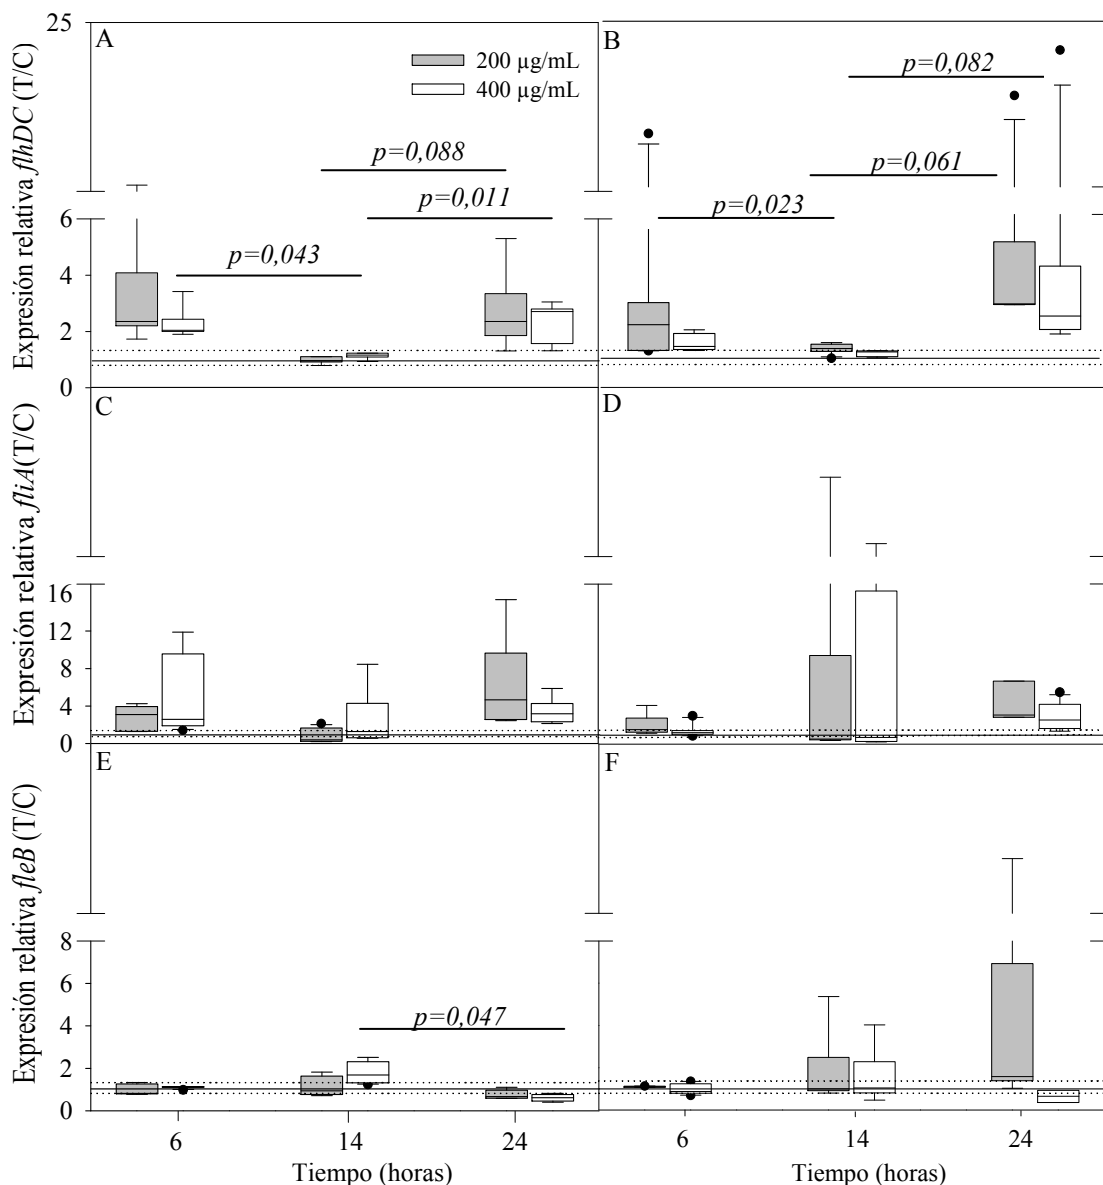 25
A
200 µg/mL
400 µg/mL
B
p=0,082
p=0,088
p=0,061
p=0,011
p=0,023
p=0,043
6
4
2
0
Expresión relativa flhDC (T/C)
C
D
16
12
8
4
0
Expresión relativa fliA(T/C)
E
F
8
6
4
2
0
p=0,047
Expresión relativa fleB (T/C)
6
14
24
6
14
24
Tiempo (horas)
Tiempo (horas)